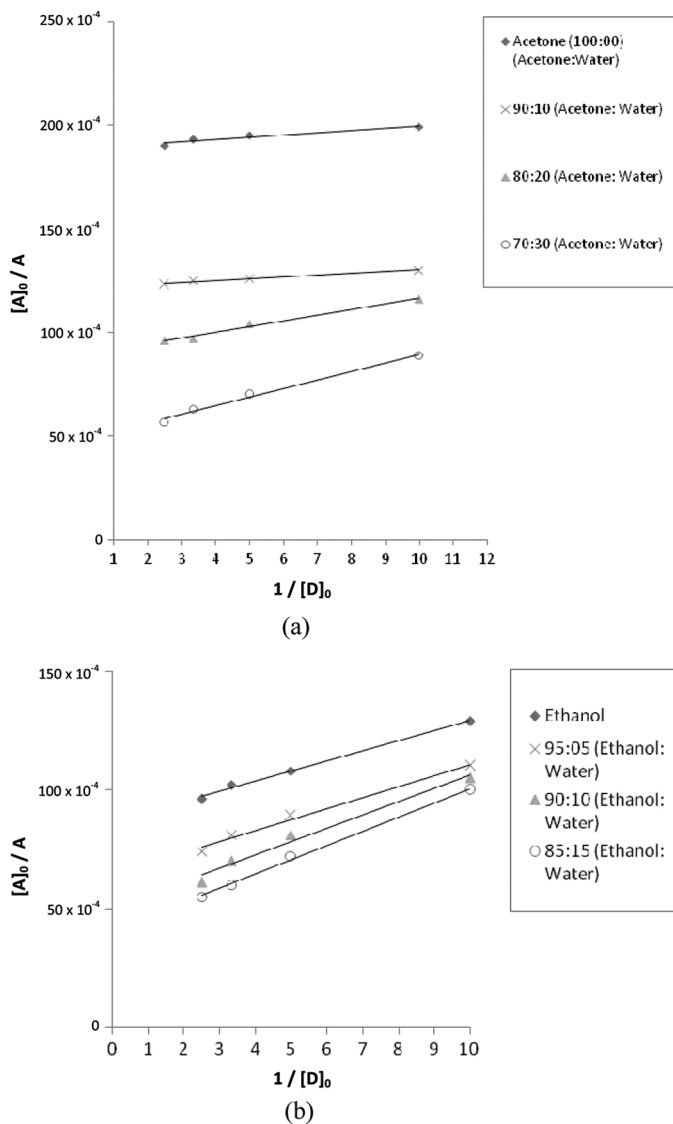 250 x 10⁻⁴
200 x 10⁻⁴
150 x 10⁻⁴
100 x 10⁻⁴
50 x 10⁻⁴
0
[A]₀ / A
1 2 3 4 5 6 7 8 9 10 11 12
1 / [D]₀
Acetone (100:00)
(Acetone:Water)
90:10 (Acetone: Water)
80:20 (Acetone: Water)
70:30 (Acetone: Water)
(a)
150 x 10⁻⁴
100 x 10⁻⁴
50 x 10⁻⁴
0
[A]₀ / A
0 1 2 3 4 5 6 7 8 9 10
1 / [D]₀
Ethanol
95:05 (Ethanol:
Water)
90:10 (Ethanol:
Water)
85:15 (Ethanol:
Water)
(b)